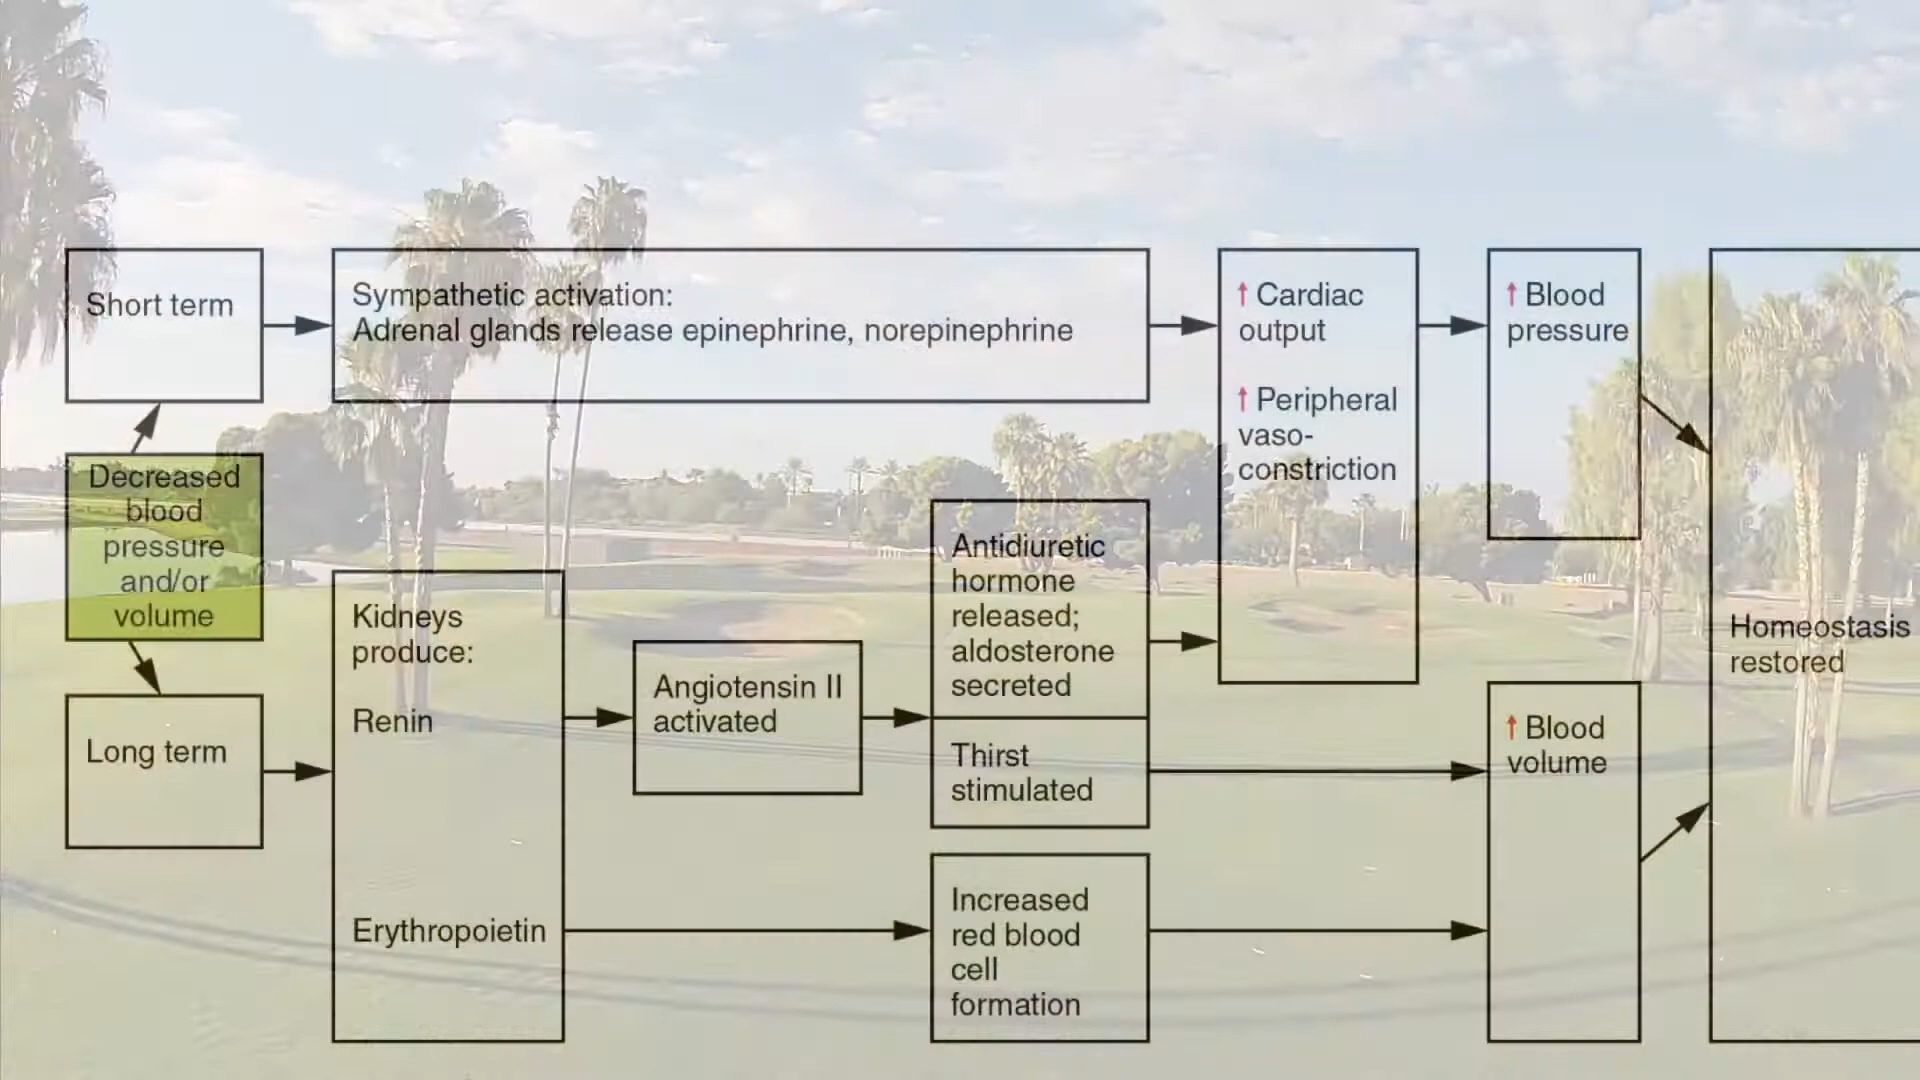 Short term
Sympathetic activation:
Adrenal glands release epinephrine, norepinephrine
↑ Cardiac
output
↑ Peripheral
vaso-
constriction
↑ Blood
pressure
Decreased
blood
pressure
and/or
volume
Long term
Kidneys
produce:
Renin
Erythropoietin
Angiotensin II
activated
Antidiuretic
hormone
released;
aldosterone
secreted
Thirst
stimulated
Increased
red blood
cell
formation
↑ Blood
volume
Homeostasis
restored